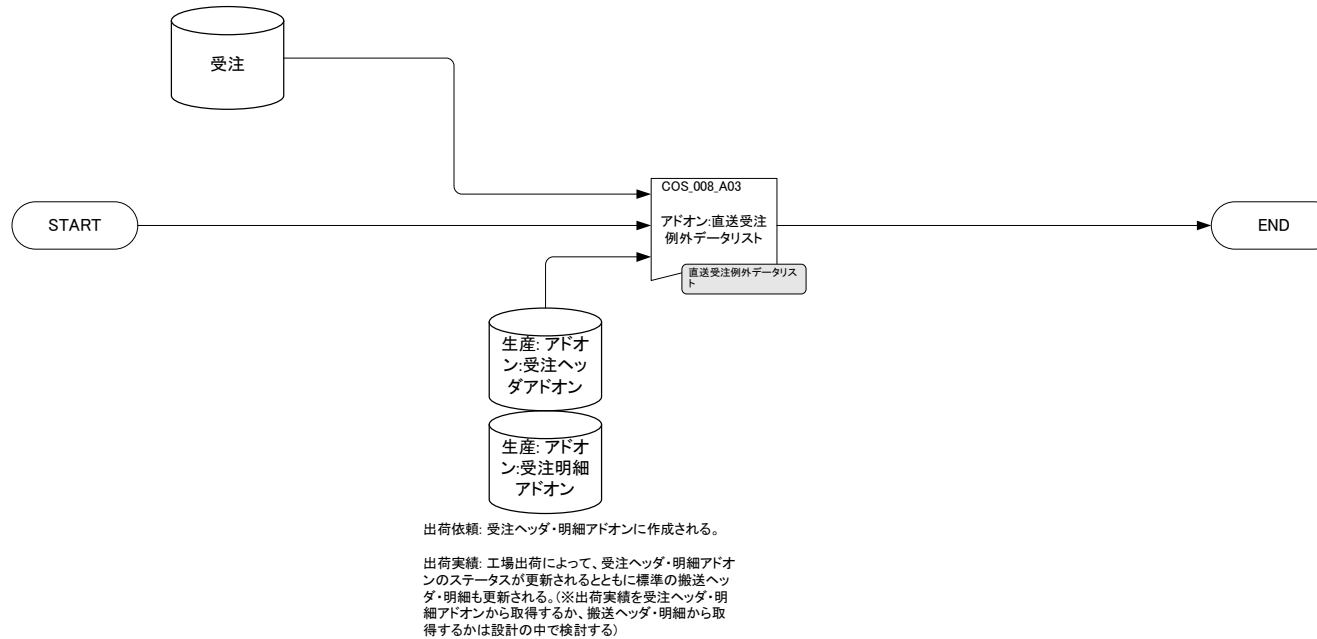 受注
COS_008_A03
アドオン:直送受注
例外データリスト
直送受注例外データリス
ト
START
END
生産: アドオ
ン:受注ヘッ
ダアドオン
生産: アドオ
ン:受注明細
アドオン
出荷依頼: 受注ヘッダ・明細アドオンに作成される。
出荷実績: 工場出荷によって、受注ヘッダ・明細アドオ
ンのステータスが更新されるとともに標準の搬送ヘッ
ダ・明細も更新される。(※出荷実績を受注ヘッダ・明
細アドオンから取得するか、搬送ヘッダ・明細から取
得するかは設計の中で検討する)